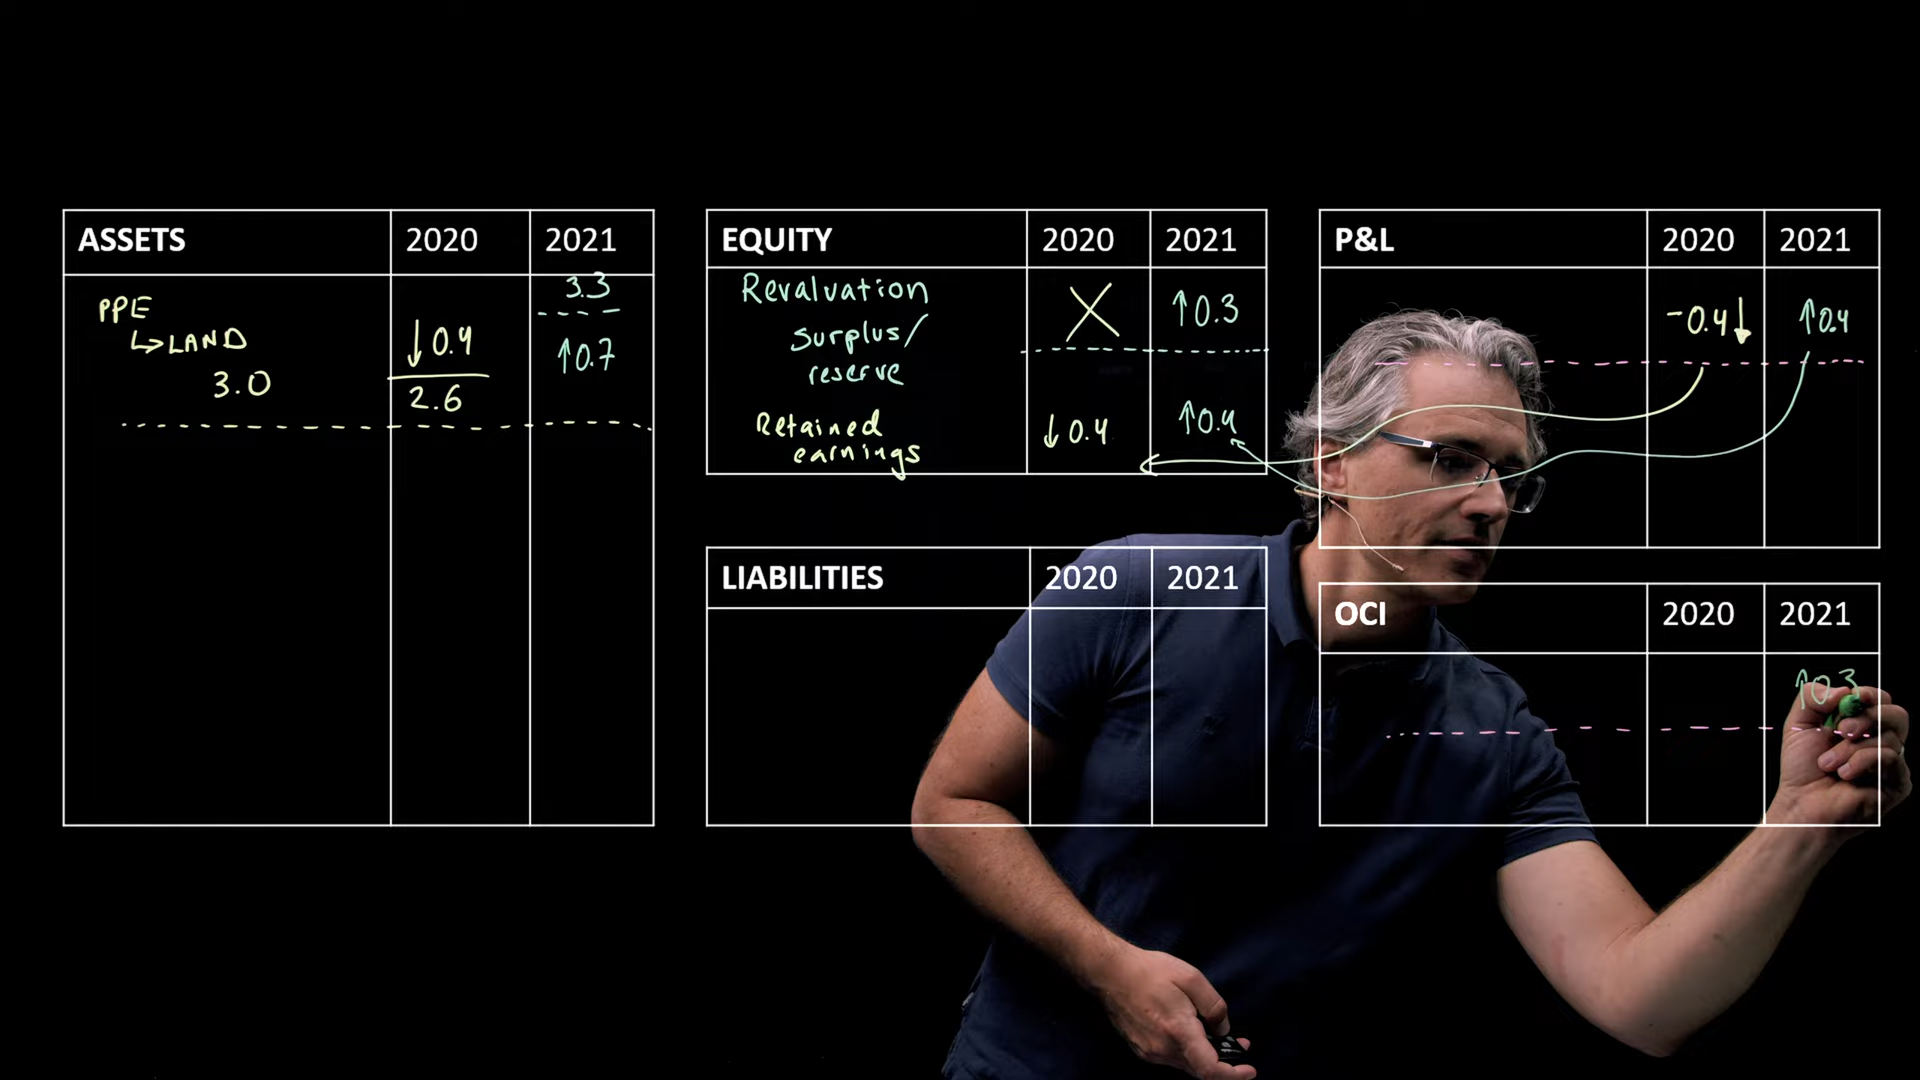 ASSETS 2020 2021
3.3
PPE
↳LAND ↓0.4 ↑0.7
3.0 2.6
EQUITY 2020 2021
Revaluation
surplus/ ↑0.3
reserve
Retained ↓0.4 ↑0.4
earnings
LIABILITIES 2020 2021
P&L 2020 2021
-0.4↓ ↑0.4
OCI 2020 2021
↑0.3